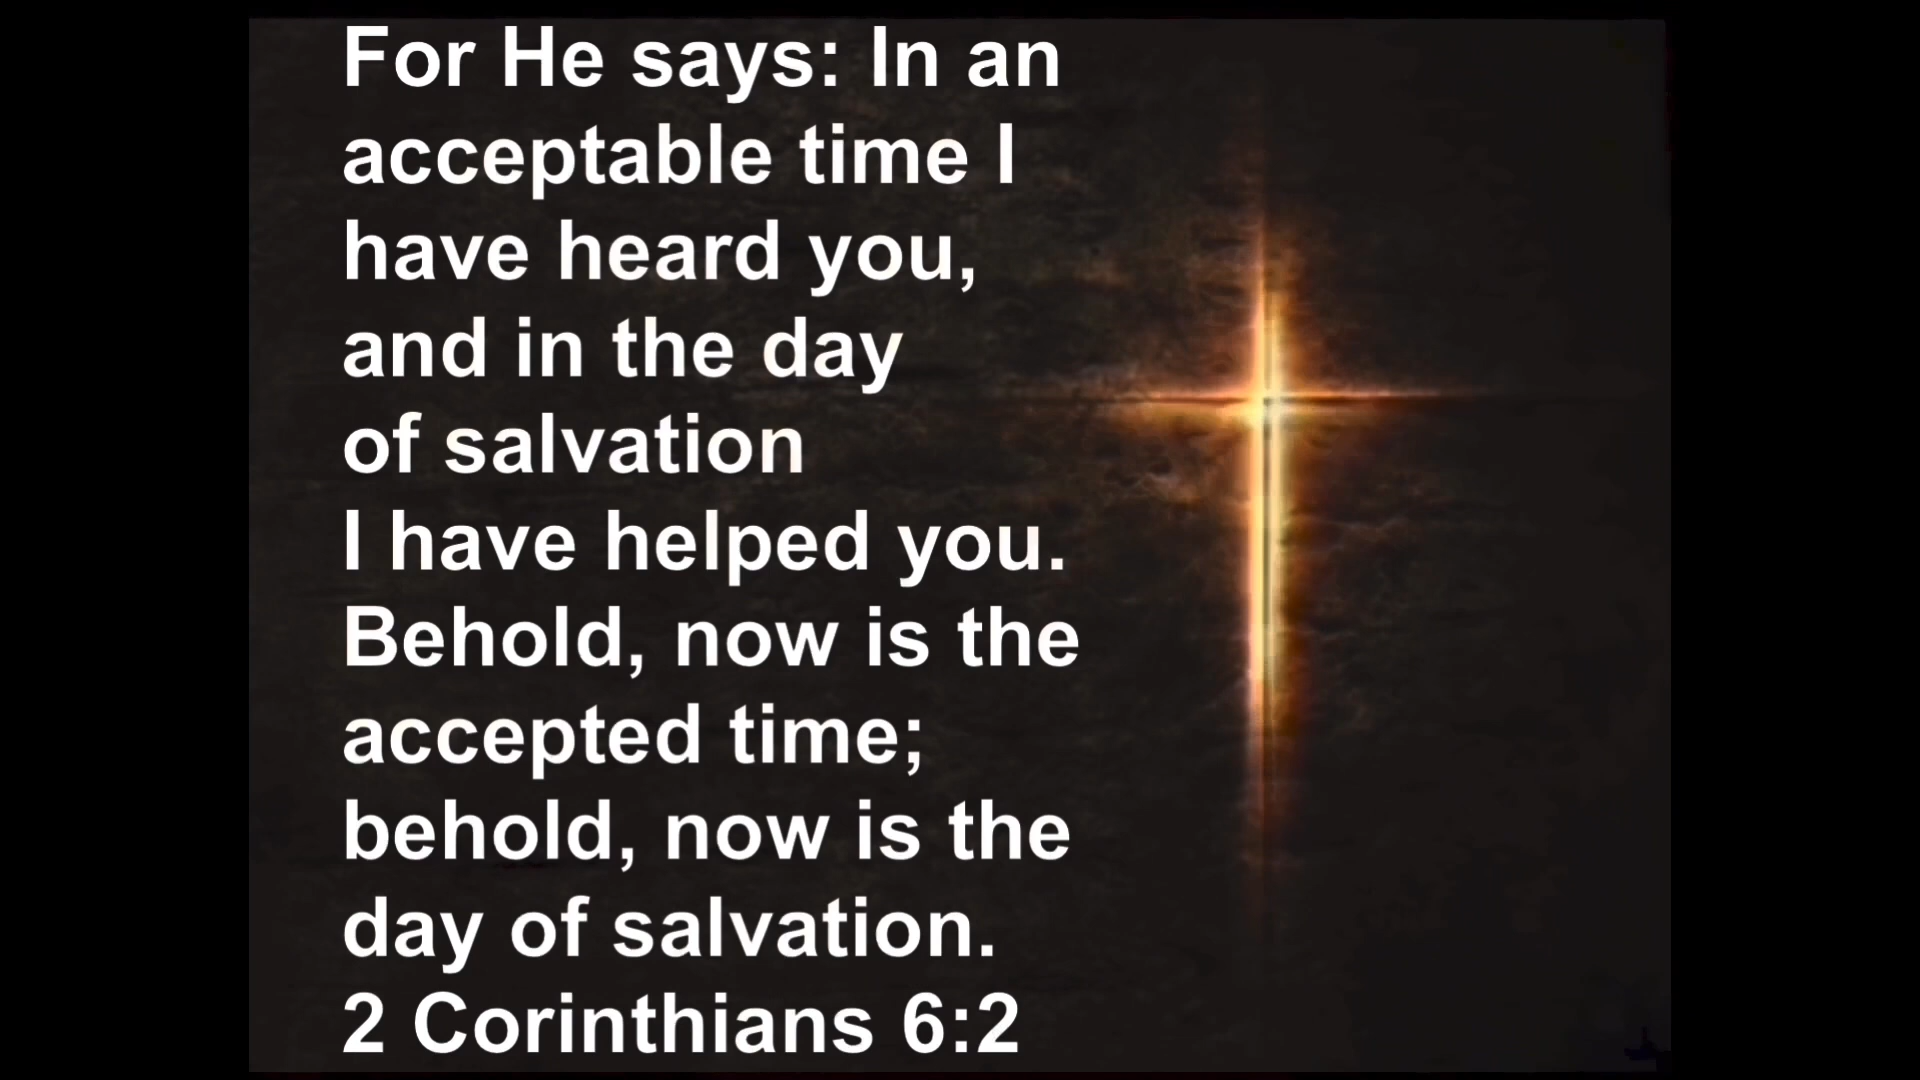 For He says: In an
acceptable time I
have heard you,
and in the day
of salvation
I have helped you.
Behold, now is the
accepted time;
behold, now is the
day of salvation.
2 Corinthians 6:2